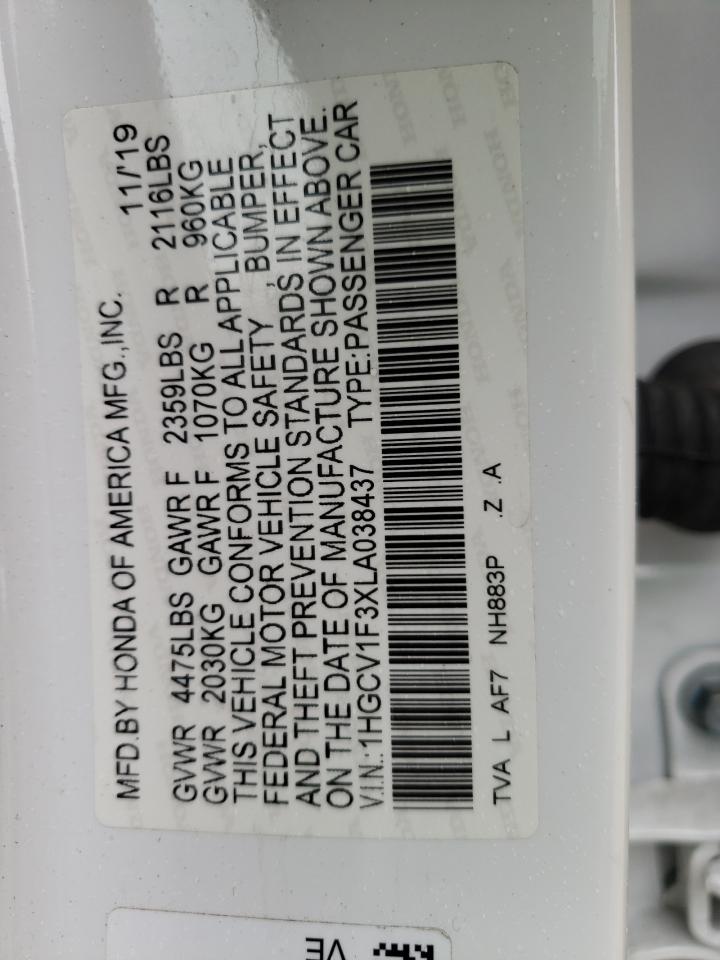 MFD.BY HONDA OF AMERICA MFG.,INC. 11/'19
GVWR 4475LBS GAWR F 2359LBS R 2116LBS
GVWR 2030KG GAWR F 1070KG R 960KG
THIS VEHICLE CONFORMS TO ALL APPLICABLE
FEDERAL MOTOR VEHICLE SAFETY , BUMPER,
AND THEFT PREVENTION STANDARDS IN EFFECT
ON THE DATE OF MANUFACTURE SHOWN ABOVE.
V.I.N.:1HGCV1F3XLA038437 TYPE:PASSENGER CAR
TVA L AF7 NH883P .Z .A
VE